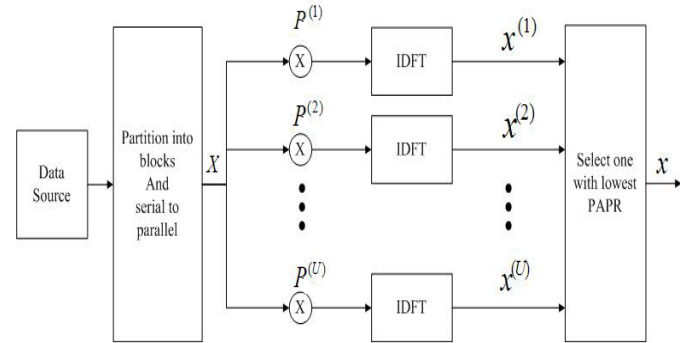 Data
Source
Partition into
blocks
And
serial to
parallel
X
P^(1)
X
IDFT
x^(1)
P^(2)
X
IDFT
x^(2)
P^(U)
X
IDFT
x^(U)
Select one
with lowest
PAPR
x